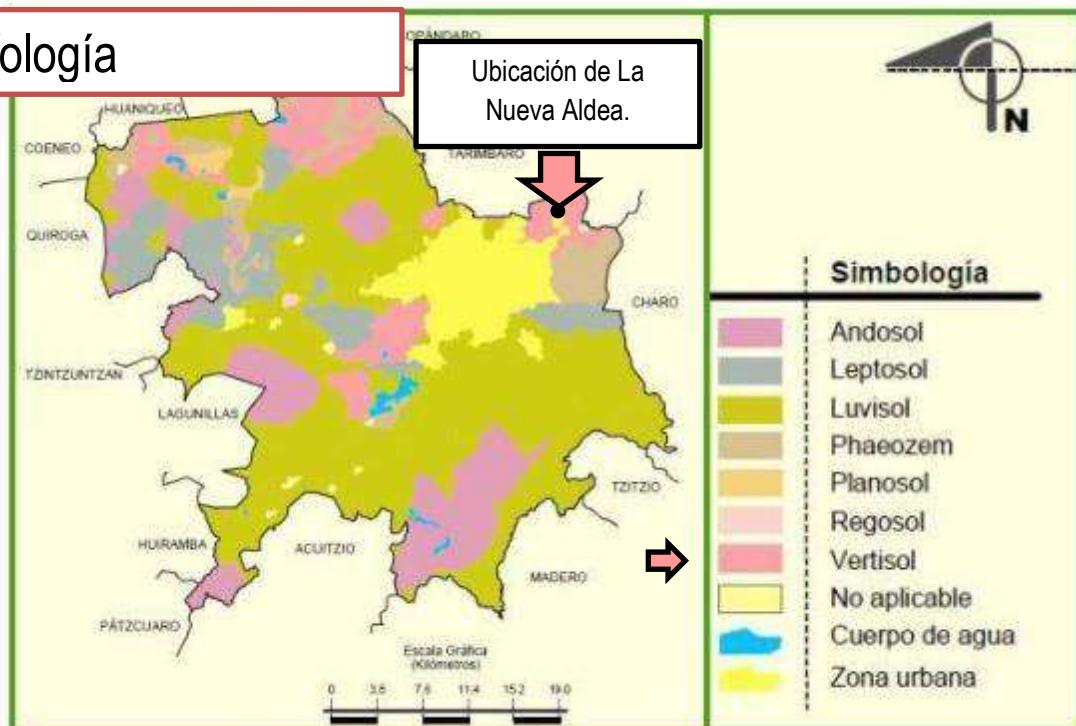 ología
OPÁNDARO
Ubicación de La
Nueva Aldea.
HUANIQUEO
COENEO
TARIMBARO
QUIROGA
CHARO
TZINTZUNTZAN
LAGUNILLAS
TZITZIO
HUIRAMBA
ACUITZIO
MADERO
PÁTZCUARO
Escala Gráfica
(Kilómetros)
0 3.8 7.6 11.4 15.2 19.0
N
Simbología
Andosol
Leptosol
Luvisol
Phaeozem
Planosol
Regosol
Vertisol
No aplicable
Cuerpo de agua
Zona urbana